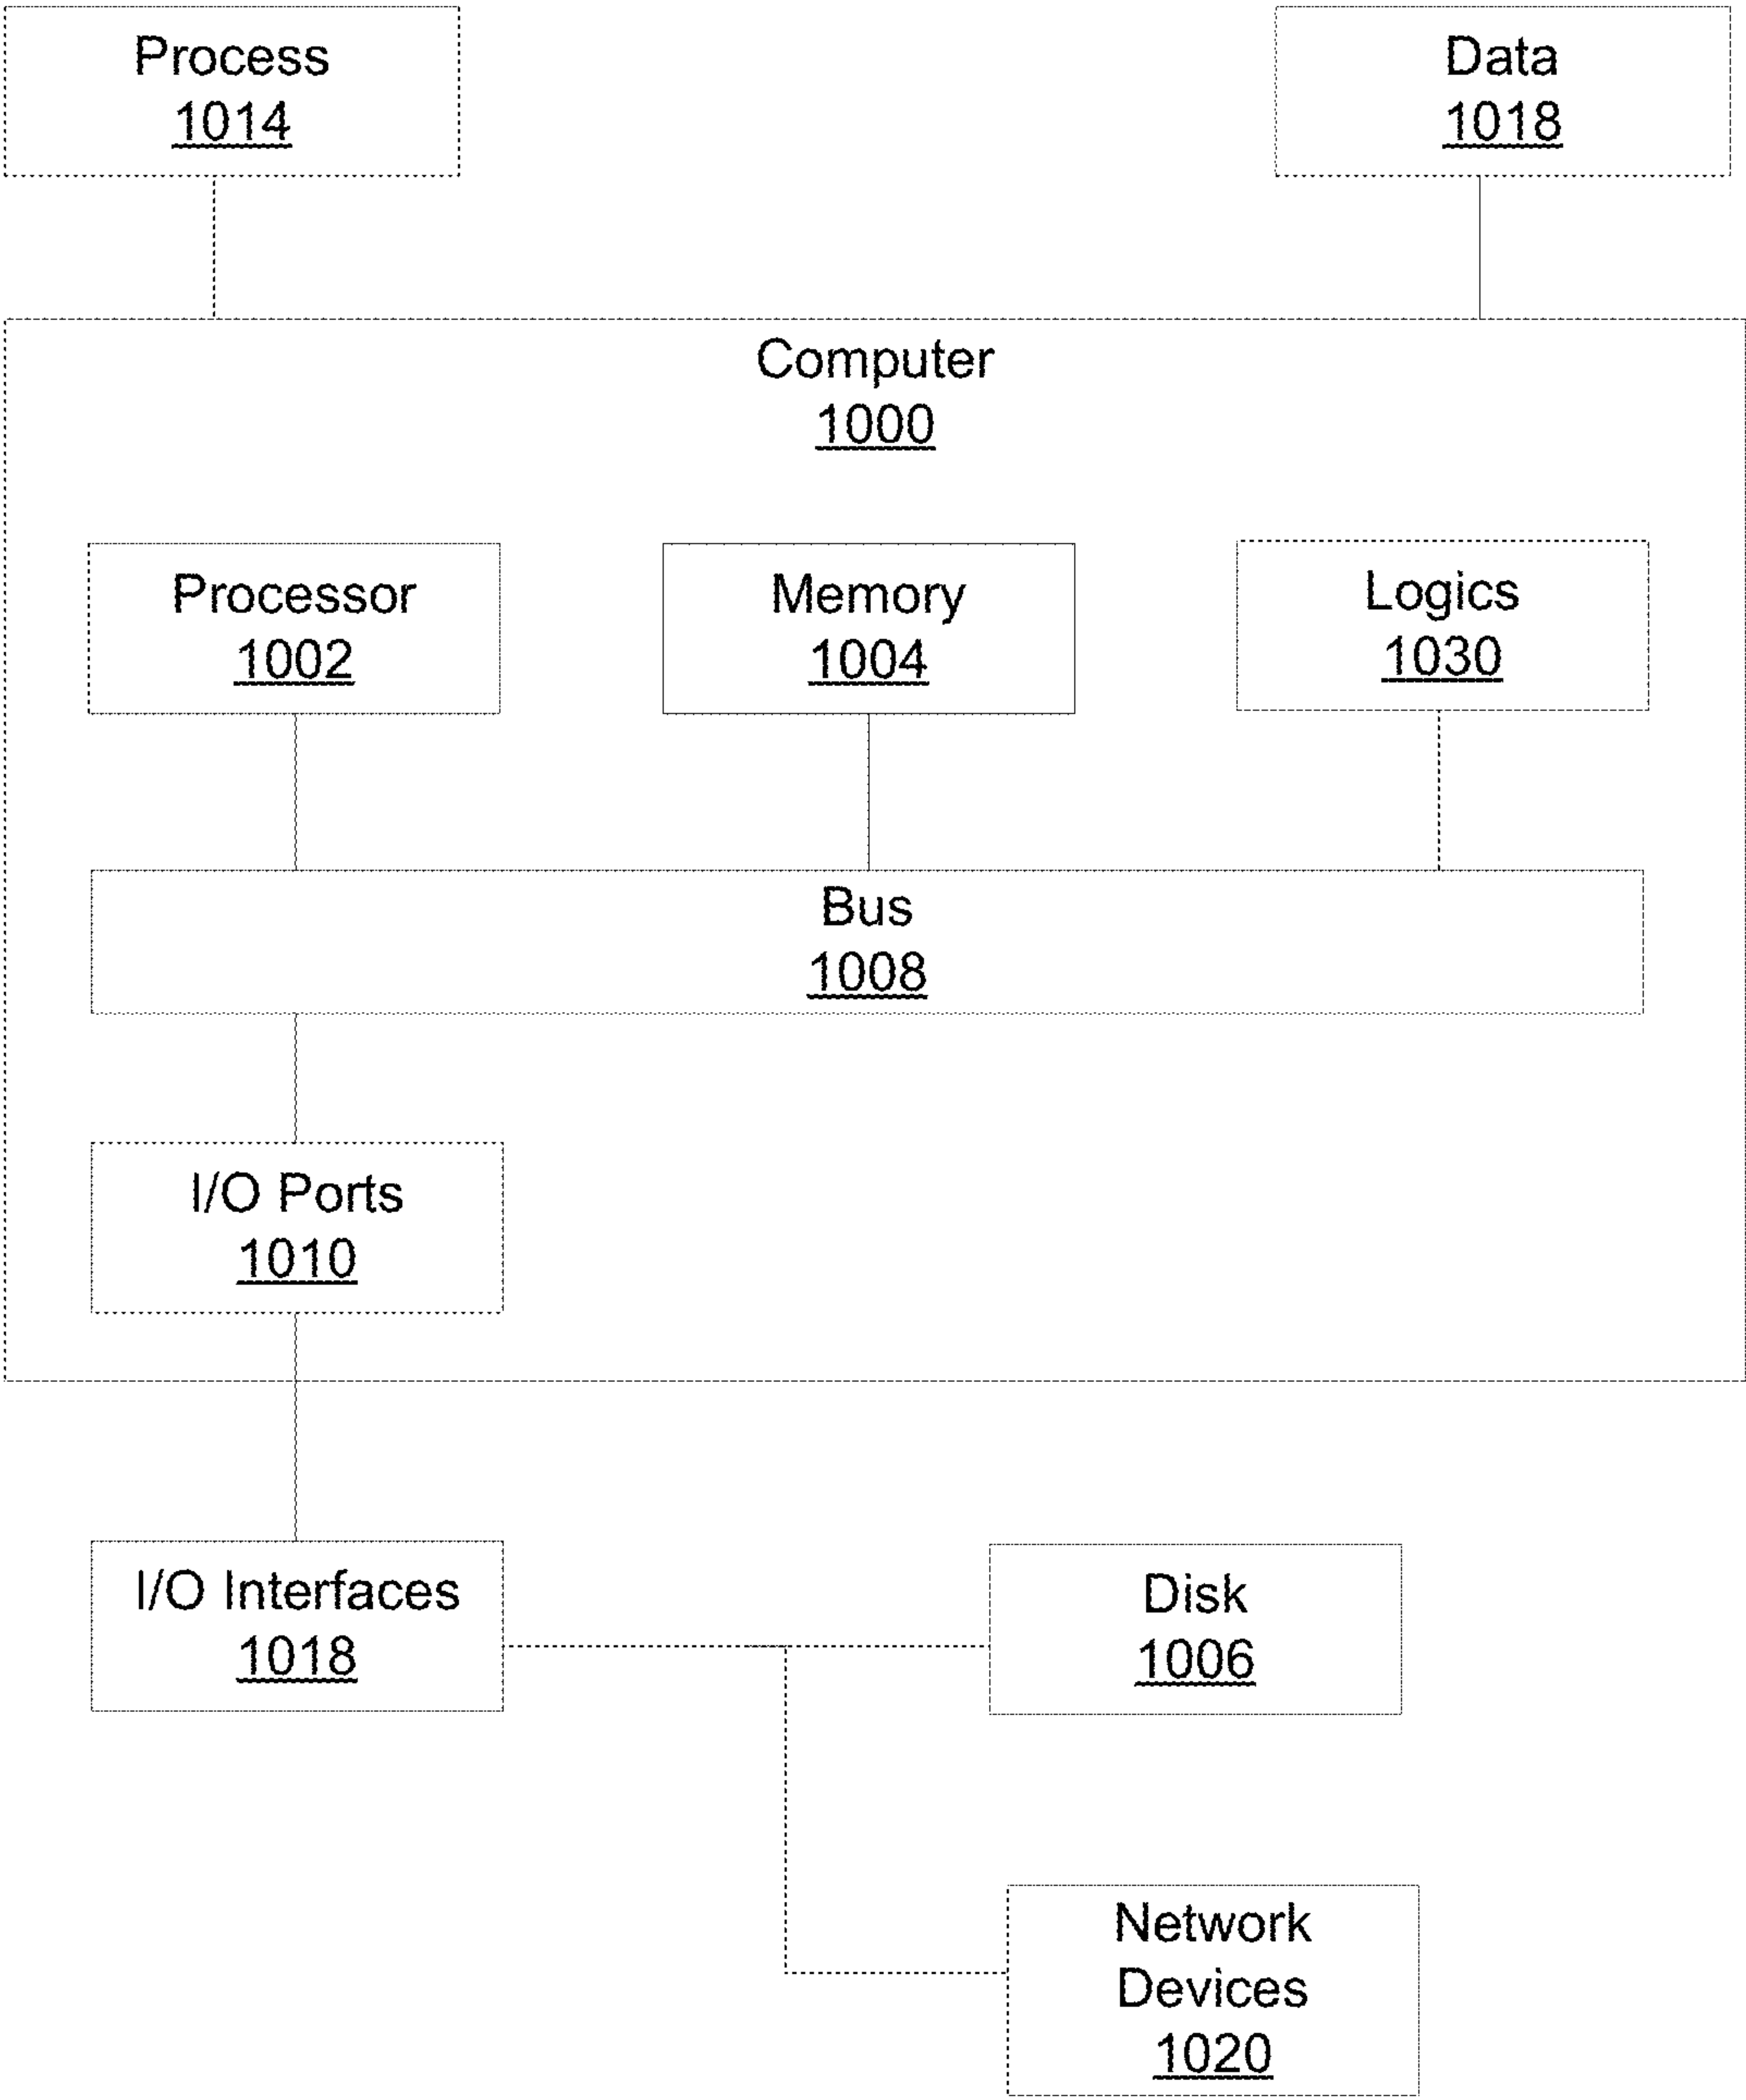 Process
1014
Data
1018
Computer
1000
Processor
1002
Memory
1004
Logics
1030
Bus
1008
I/O Ports
1010
I/O Interfaces
1018
Disk
1006
Network
Devices
1020